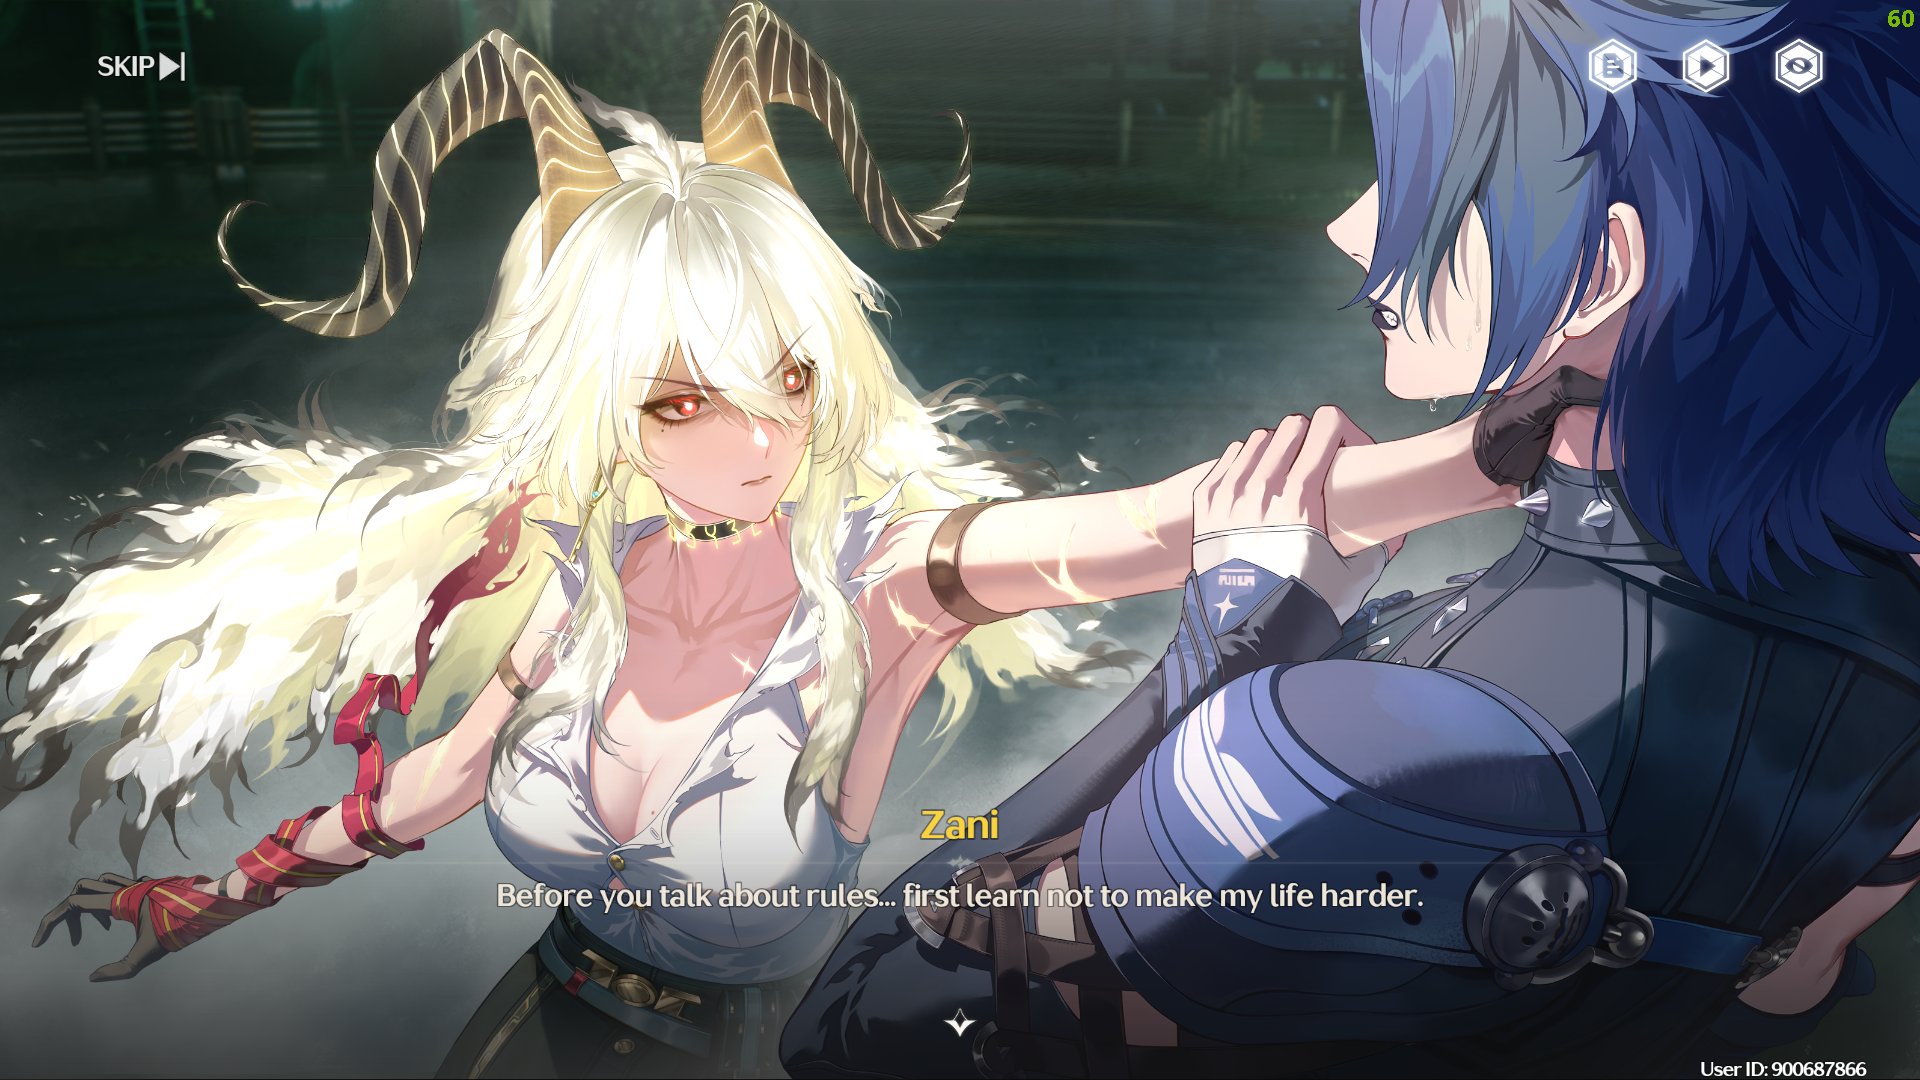 60
SKIP
Zani
Before you talk about rules... first learn not to make my life harder.
User ID: 900687866